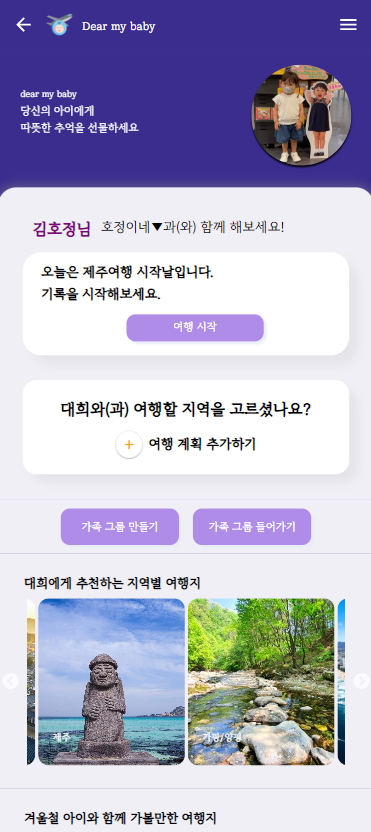 Dear my baby
dear my baby
당신의 아이에게
따뜻한 추억을 선물하세요
김호정님 호정이네▼과(와) 함께 해보세요!
오늘은 제주여행 시작날입니다.
기록을 시작해보세요.
여행 시작
대희와(과) 여행할 지역을 고르셨나요?
+ 여행 계획 추가하기
가족 그룹 만들기 가족 그룹 들어가기
대희에게 추천하는 지역별 여행지
제주 가평/양평
겨울철 아이와 함께 가볼만한 여행지